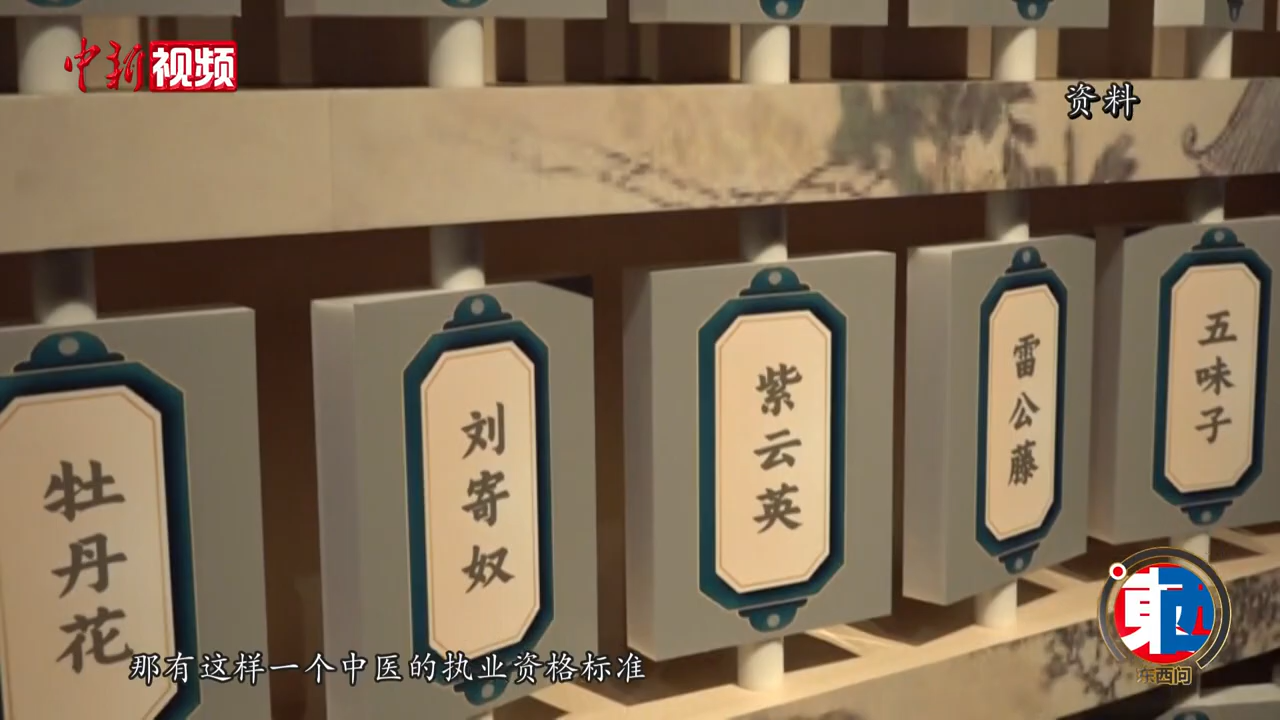 中新视频
资料
牡丹花
刘寄奴
紫云英
雷公藤
五味子
那有这样一个中医的执业资格标准
东西问